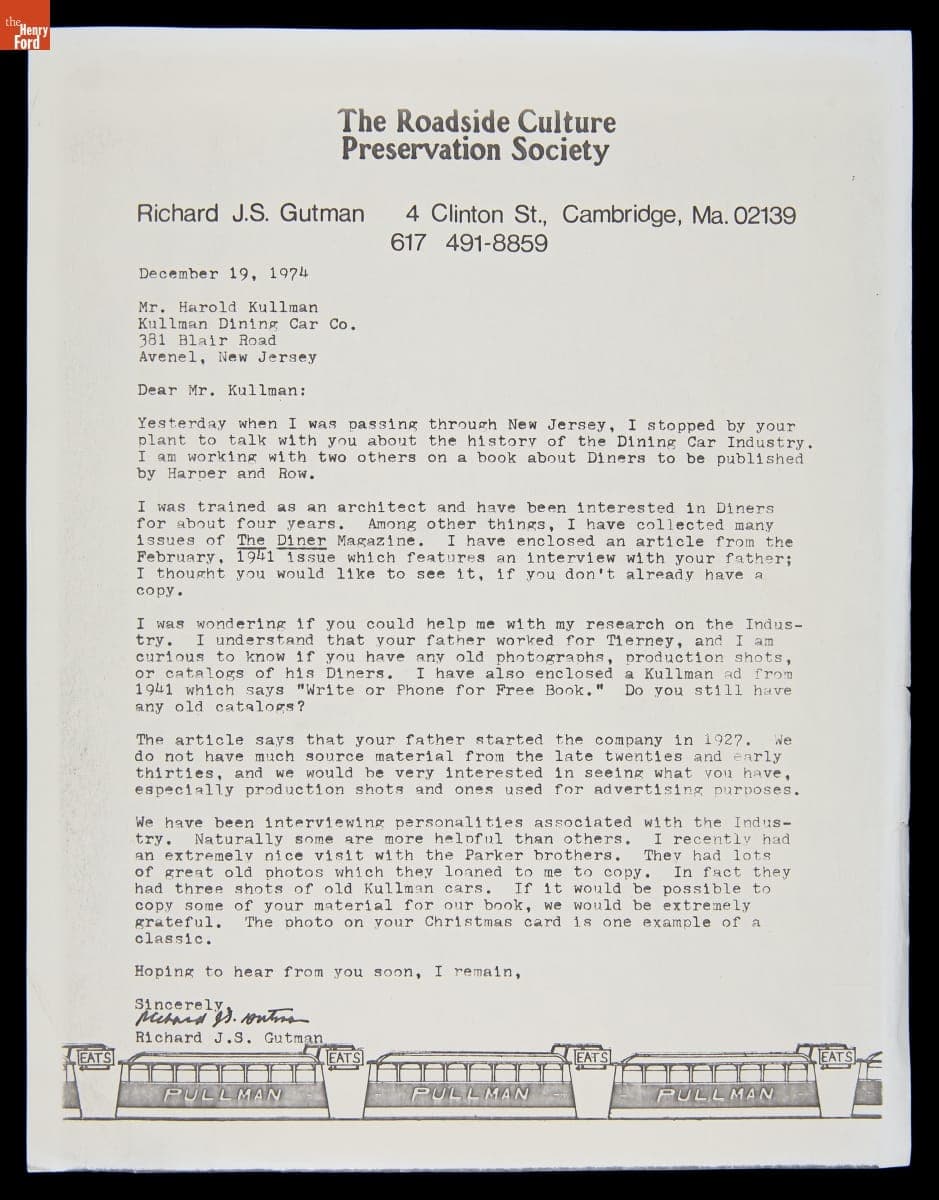 the
Henry
Ford
The Roadside Culture
Preservation Society
Richard J.S. Gutman 4 Clinton St., Cambridge, Ma. 02139
617 491-8859
December 19, 1974
Mr. Harold Kullman
Kullman Dining Car Co.
381 Blair Road
Avenel, New Jersey
Dear Mr. Kullman:
Yesterday when I was passing through New Jersey, I stopped by your
plant to talk with you about the history of the Dining Car Industry.
I am working with two others on a book about Diners to be published
by Harper and Row.
I was trained as an architect and have been interested in Diners
for about four years. Among other things, I have collected many
issues of The Diner Magazine. I have enclosed an article from the
February, 1941 issue which features an interview with your father;
I thought you would like to see it, if you don't already have a
copy.
I was wondering if you could help me with my research on the Indus-
try. I understand that your father worked for Tierney, and I am
curious to know if you have any old photographs, production shots,
or catalogs of his Diners. I have also enclosed a Kullman ad from
1941 which says "Write or Phone for Free Book." Do you still have
any old catalogs?
The article says that your father started the company in 1927. We
do not have much source material from the late twenties and early
thirties, and we would be very interested in seeing what you have,
especially production shots and ones used for advertising purposes.
We have been interviewing personalities associated with the Indus-
try. Naturally some are more helpful than others. I recently had
an extremely nice visit with the Parker brothers. They had lots
of great old photos which they loaned to me to copy. In fact they
had three shots of old Kullman cars. If it would be possible to
copy some of your material for our book, we would be extremely
grateful. The photo on your Christmas card is one example of a
classic.
Hoping to hear from you soon, I remain,
Sincerely,
Richard J.S. Gutman
Richard J.S. Gutman
EATS EATS EATS EATS
PULLMAN PULLMAN PULLMAN